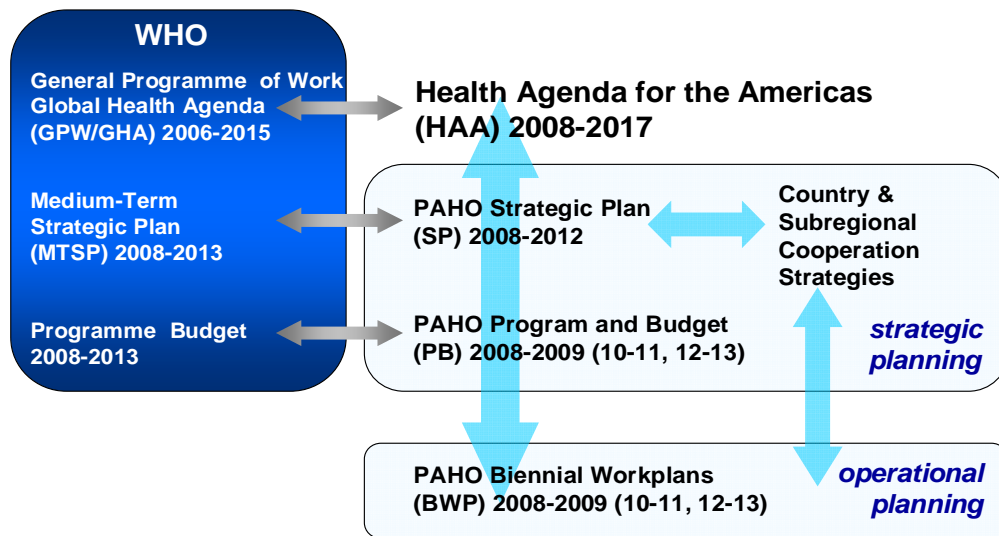 WHO
General Programme of Work
Global Health Agenda
(GPW/GHA) 2006-2015
Health Agenda for the Americas
(HAA) 2008-2017
Medium-Term
Strategic Plan
(MTSP) 2008-2013
PAHO Strategic Plan
(SP) 2008-2012
Country &
Subregional
Cooperation
Strategies
Programme Budget
2008-2013
PAHO Program and Budget
(PB) 2008-2009 (10-11, 12-13)
strategic
planning
PAHO Biennial Workplans
(BWP) 2008-2009 (10-11, 12-13)
operational
planning